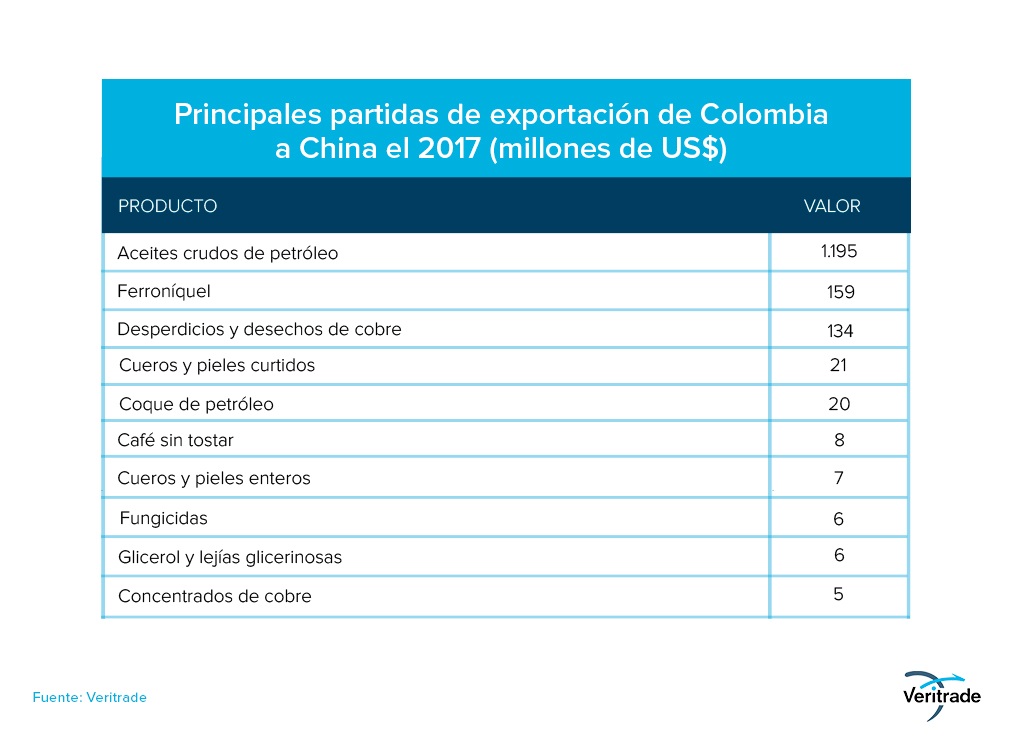 Principales partidas de exportación de Colombia
a China el 2017 (millones de US$)
PRODUCTO VALOR
Aceites crudos de petróleo 1.195
Ferroníquel 159
Desperdicios y desechos de cobre 134
Cueros y pieles curtidos 21
Coque de petróleo 20
Café sin tostar 8
Cueros y pieles enteros 7
Fungicidas 6
Glicerol y lejías glicerinosas 6
Concentrados de cobre 5
Fuente: Veritrade
Veritrade